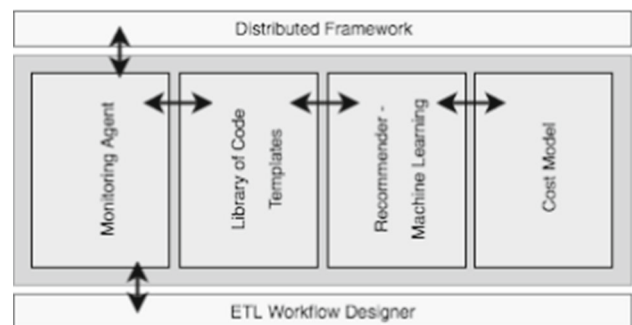 Distributed Framework
Monitoring Agent
Library of Code
Templates
Recommender -
Machine Learning
Cost Model
ETL Workflow Designer